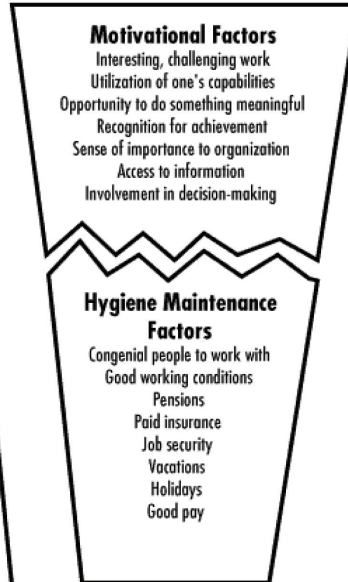 Motivational Factors
Interesting, challenging work
Utilization of one's capabilities
Opportunity to do something meaningful
Recognition for achievement
Sense of importance to organization
Access to information
Involvement in decision-making
Hygiene Maintenance
Factors
Congenial people to work with
Good working conditions
Pensions
Paid insurance
Job security
Vacations
Holidays
Good pay